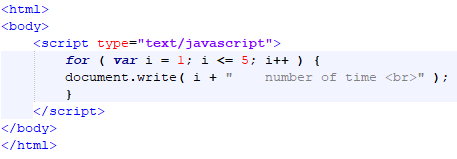 <html>
<body>
<script type="text/javascript">
for ( var i = 1; i <= 5; i++ ) {
document.write( i + "    number of time <br>" );
}
</script>
</body>
</html>